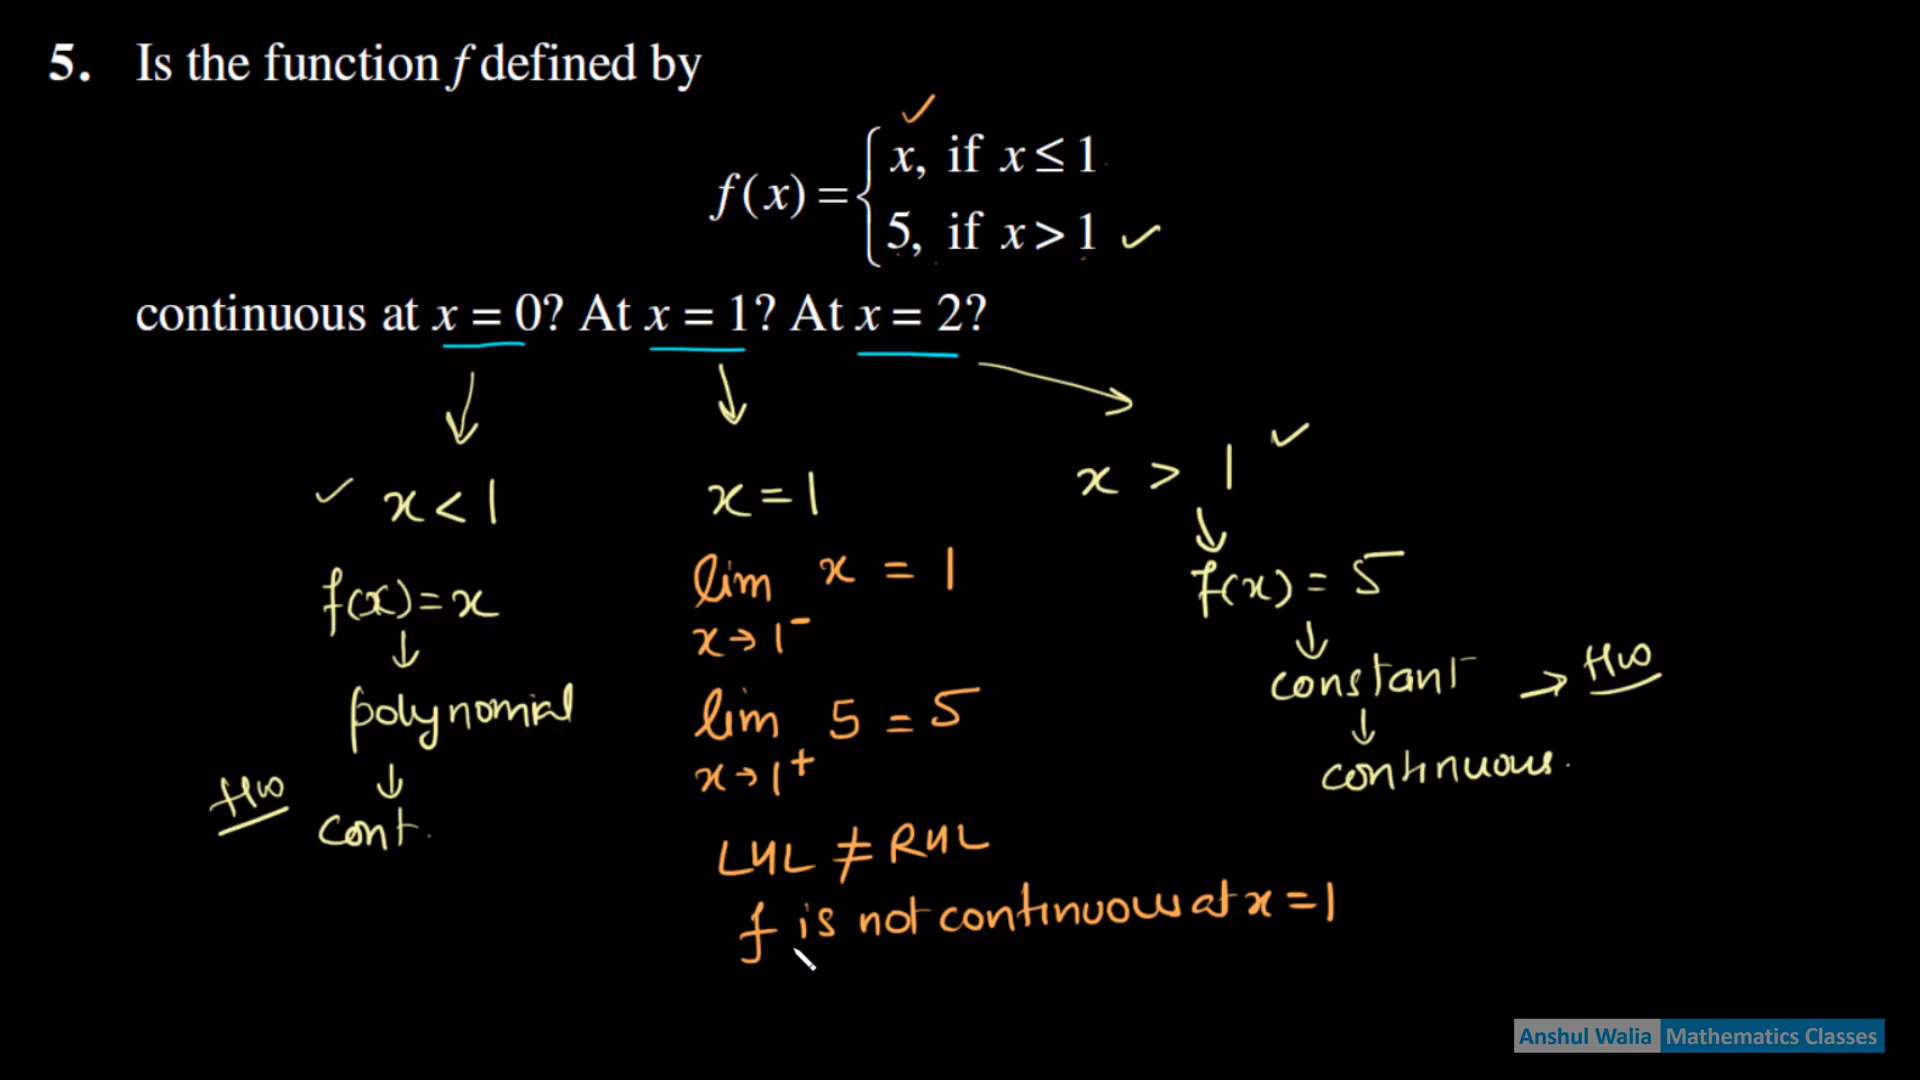 5. Is the function f defined by
f(x) = { x, if x ≤ 1
5, if x > 1
continuous at x = 0? At x = 1? At x = 2?
x < 1
f(x) = x
polynomial
Hw
cont.
x = 1
lim x = 1
x → 1⁻
lim 5 = 5
x → 1⁺
LHL ≠ RHL
f is not continuous at x = 1
x > 1
f(x) = 5
constant → Hw
continuous.
Anshul Walia Mathematics Classes